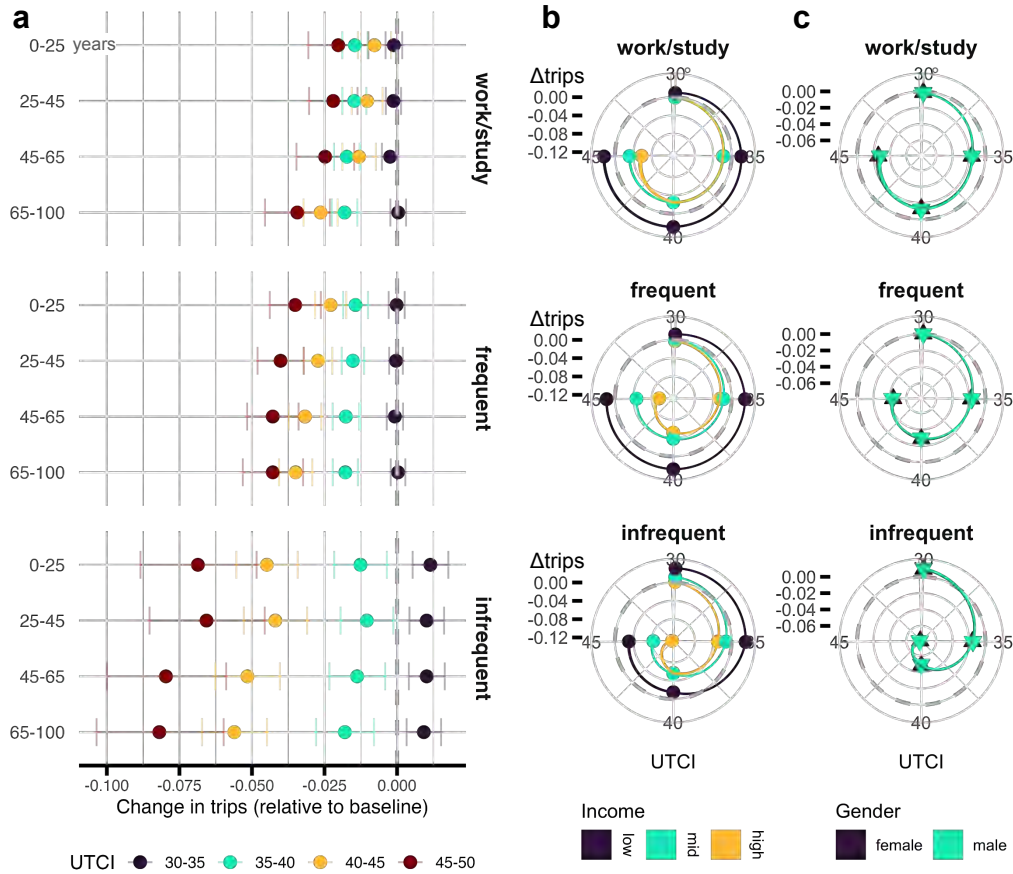 a
0-25 years
25-45
45-65
65-100
work/study
0-25
25-45
45-65
65-100
frequent
0-25
25-45
45-65
65-100
infrequent
-0.100 -0.075 -0.050 -0.025 0.000
Change in trips (relative to baseline)
UTCI 30-35 35-40 40-45 45-50
b
work/study
Δtrips
0.00
-0.04
-0.08
-0.12
30°
35
40
45
frequent
Δtrips
0.00
-0.04
-0.08
-0.12
30
35
40
45
infrequent
Δtrips
0.00
-0.04
-0.08
-0.12
30
35
40
45
UTCI
Income
low mid high
c
work/study
0.00
-0.02
-0.04
-0.06
30°
35
40
45
frequent
0.00
-0.02
-0.04
-0.06
30
35
40
45
infrequent
0.00
-0.02
-0.04
-0.06
30
35
40
45
UTCI
Gender
female male